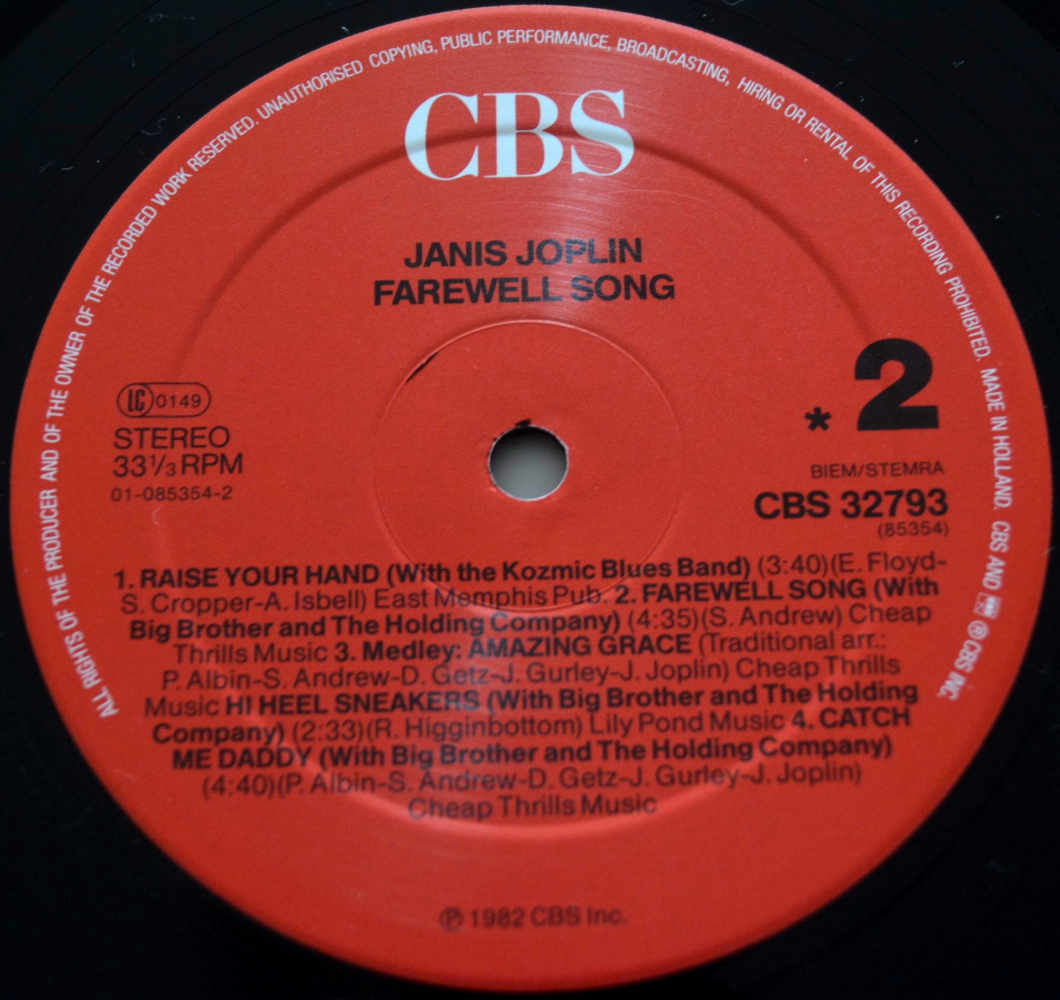 ALL RIGHTS OF THE PRODUCER AND OF THE OWNER OF THE RECORDED WORK RESERVED. UNAUTHORISED COPYING, PUBLIC PERFORMANCE, BROADCASTING, HIRING OR RENTAL OF THIS RECORDING PROHIBITED. MADE IN HOLLAND. CBS AND ℗ CBS INC.
CBS
JANIS JOPLIN
FAREWELL SONG
LC 0149
STEREO
33⅓ RPM
01-085354-2
* 2
BIEM/STEMRA
CBS 32793
(85354)
1. RAISE YOUR HAND (With the Kozmic Blues Band) (3:40)(E. Floyd-
S. Cropper-A. Isbell) East Memphis Pub. 2. FAREWELL SONG (With
Big Brother and The Holding Company) (4:35)(S. Andrew) Cheap
Thrills Music 3. Medley: AMAZING GRACE (Traditional arr.:
P. Albin-S. Andrew-D. Getz-J. Gurley-J. Joplin) Cheap Thrills
Music HI HEEL SNEAKERS (With Big Brother and The Holding
Company) (2:33)(R. Higginbottom) Lily Pond Music 4. CATCH
ME DADDY (With Big Brother and The Holding Company)
(4:40)(P. Albin-S. Andrew-D. Getz-J. Gurley-J. Joplin)
Cheap Thrills Music
℗ 1982 CBS Inc.